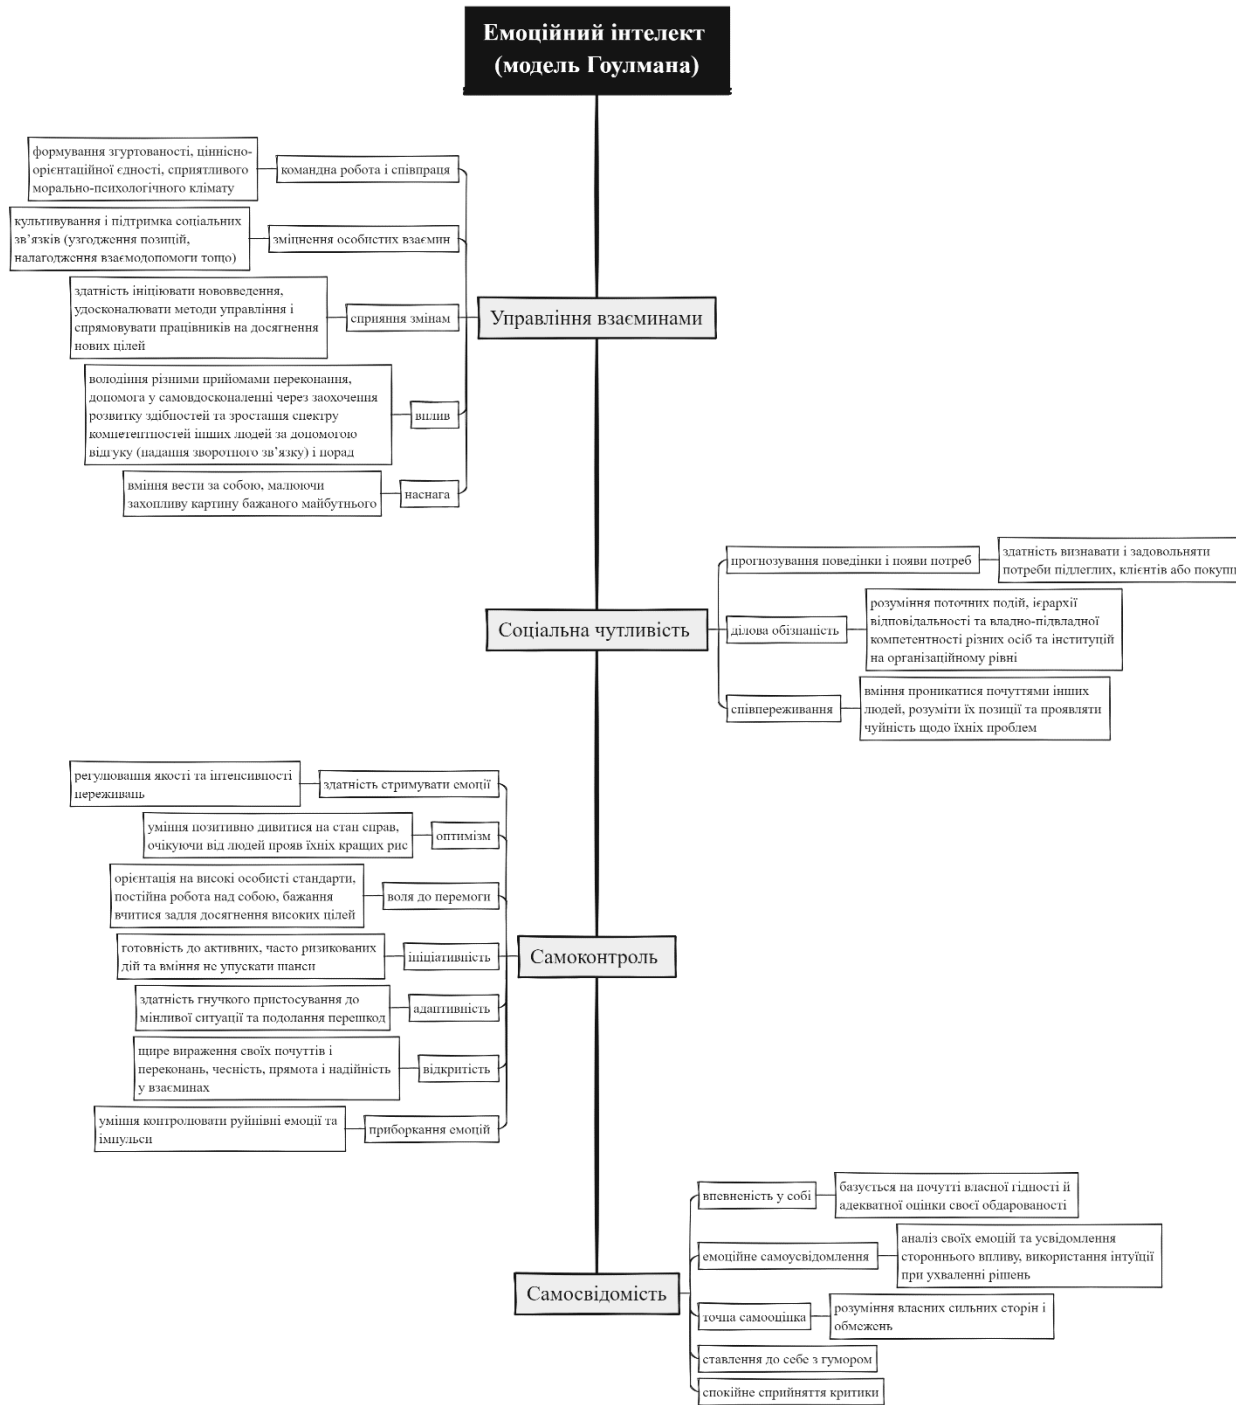 Емоційний інтелект
(модель Гоулмана)
формування згуртованості, ціннісно-
орієнтаційної єдності, сприятливого
морально-психологічного клімату
командна робота і співпраця
культивування і підтримка соціальних
зв’язків (узгодження позицій,
налагодження взаємодопомоги тощо)
зміцнення особистих взаємин
здатність ініціювати нововведення,
удосконалювати методи управління і
спрямовувати працівників на досягнення
нових цілей
сприяння змінам
Управління взаєминами
володіння різними прийомами переконання,
допомога у самовдосконаленні через заохочення
розвитку здібностей та зростання спектру
компетентностей інших людей за допомогою
відгуку (надання зворотного зв’язку) і порад
вплив
вміння вести за собою, малюючи
захопливу картину бажаного майбутнього
наснага
Соціальна чутливість
прогнозування поведінки і появи потреб
здатність визнавати і задовольняти
потреби підлеглих, клієнтів або
ділова обізнаність
розуміння поточних подій, ієрархії
відповідальності та владно-підвладної
компетентності різних осіб та інституцій
на організаційному рівні
співпереживання
вміння проникатися почуттями інших
людей, розуміти їх позиції та проявляти
чуйність щодо їхніх проблем
регулювання якості та інтенсивності
переживань
здатність стримувати емоції
уміння позитивно дивитися на стан справ,
очікуючи від людей прояв їхніх кращих рис
оптимізм
орієнтація на високі особисті стандарти,
постійна робота над собою, бажання
вчитися задля досягнення високих цілей
воля до перемоги
готовність до активних, часто ризикованих
дій та вміння не упускати шанси
ініціативність
Самоконтроль
здатність гнучкого пристосування до
мінливої ситуації та подолання перешкод
адаптивність
щире вираження своїх почуттів і
переконань, чесність, прямота і надійність
у взаєминах
відкритість
уміння контролювати руйнівні емоції та
імпульси
приборкання емоцій
Самосвідомість
впевненість у собі
базується на почутті власної гідності й
адекватної оцінки своєї обдарованості
емоційне самоусвідомлення
аналіз своїх емоцій та усвідомлення
стороннього впливу, використання інтуїції
при ухваленні рішень
точна самооцінка
розуміння власних сильних сторін і
обмежень
ставлення до себе з гумором
спокійне сприйняття критики